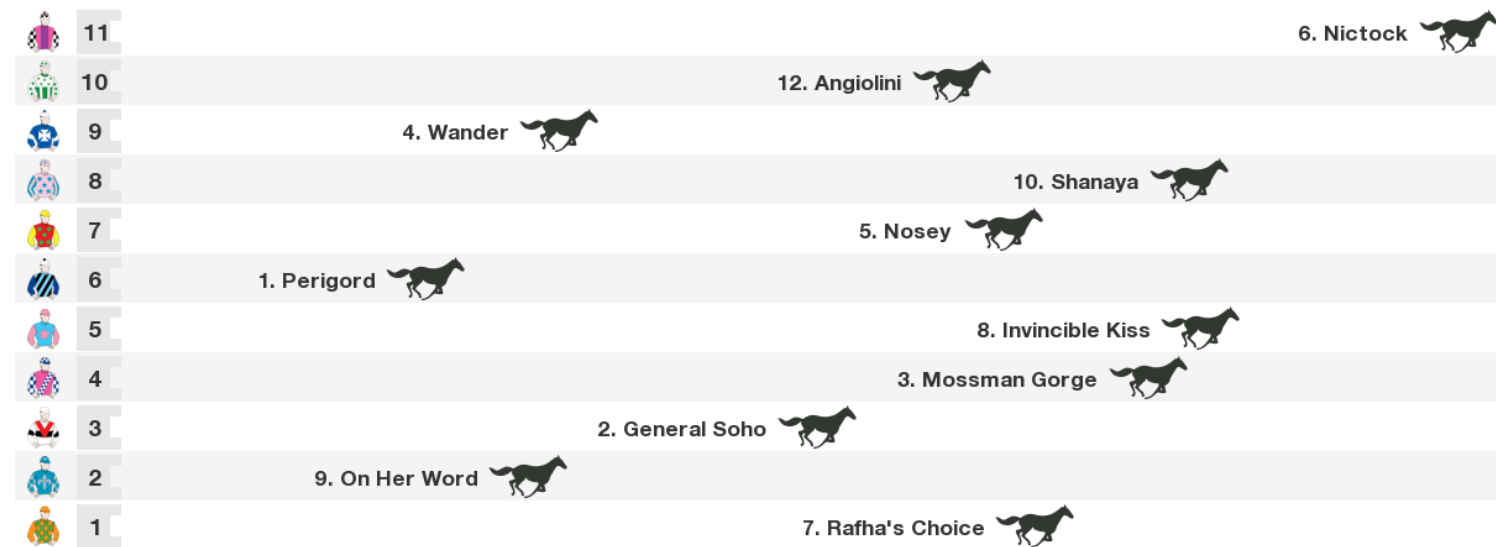 11 6. Nictock
10 12. Angiolini
9 4. Wander
8 10. Shanaya
7 5. Nosey
6 1. Perigord
5 8. Invincible Kiss
4 3. Mossman Gorge
3 2. General Soho
2 9. On Her Word
1 7. Rafha's Choice